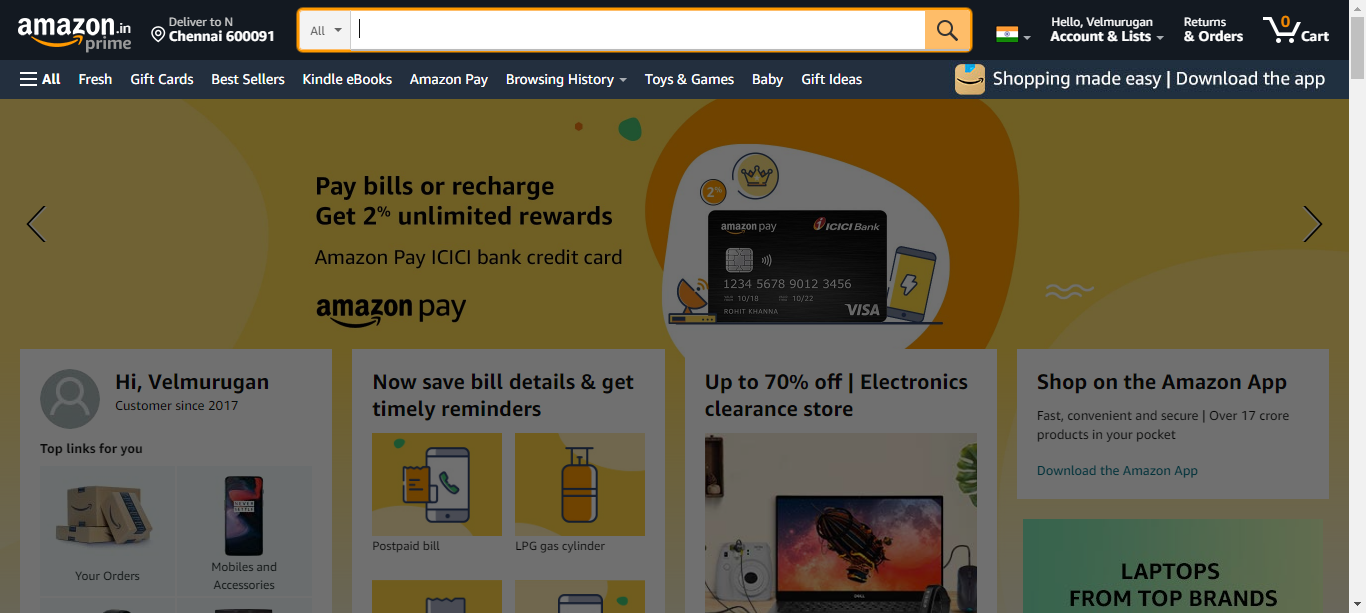 amazon.in
prime
Deliver to N
Chennai 600091
All
Hello, Velmurugan
Account & Lists
Returns
& Orders
0
Cart
All
Fresh
Gift Cards
Best Sellers
Kindle eBooks
Amazon Pay
Browsing History
Toys & Games
Baby
Gift Ideas
Shopping made easy | Download the app
Pay bills or recharge
Get 2% unlimited rewards
Amazon Pay ICICI bank credit card
amazon pay
2%
amazon pay
ICICI Bank
1234 5678 9012 3456
10/18
10/22
ROHIT KHANNA
VISA
Hi, Velmurugan
Customer since 2017
Top links for you
Your Orders
Mobiles and
Accessories
Now save bill details & get
timely reminders
Postpaid bill
LPG gas cylinder
Up to 70% off | Electronics
clearance store
DELL
Shop on the Amazon App
Fast, convenient and secure | Over 17 crore
products in your pocket
Download the Amazon App
LAPTOPS
FROM TOP BRANDS